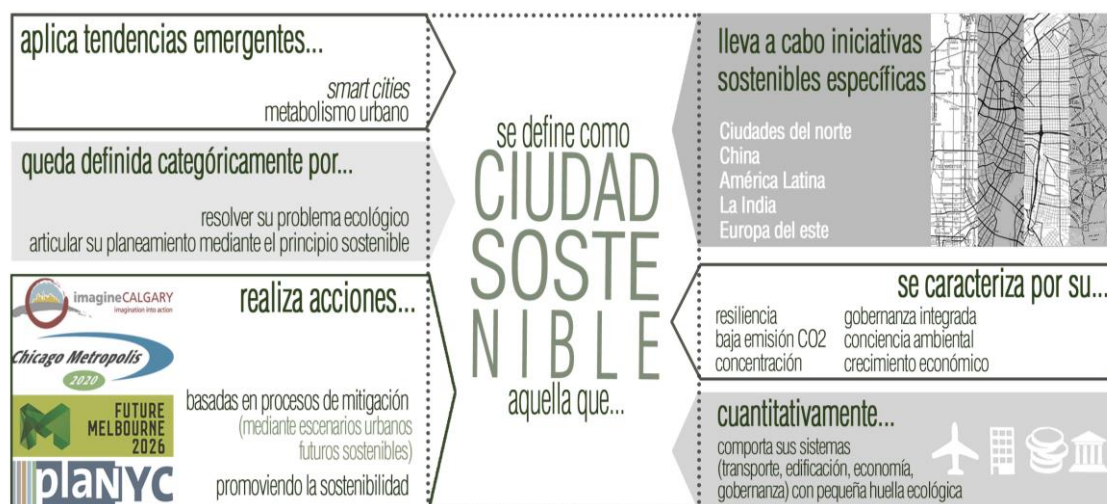 aplica tendencias emergentes...
smart cities
metabolismo urbano
queda definida categóricamente por...
resolver su problema ecológico
articular su planeamiento mediante el principio sostenible
imagineCALGARY
imagination into action
Chicago Metropolis
2020
FUTURE
MELBOURNE
2026
plaNYC
realiza acciones...
basadas en procesos de mitigación
(mediante escenarios urbanos
futuros sostenibles)
promoviendo la sostenibilidad
se define como
CIUDAD
SOSTE
NIBLE
aquella que...
lleva a cabo iniciativas
sostenibles específicas
Ciudades del norte
China
América Latina
La India
Europa del este
se caracteriza por su...
resiliencia
baja emisión CO2
concentración
gobernanza integrada
conciencia ambiental
crecimiento económico
cuantitativamente...
comporta sus sistemas
(transporte, edificación, economía,
gobernanza) con pequeña huella ecológica